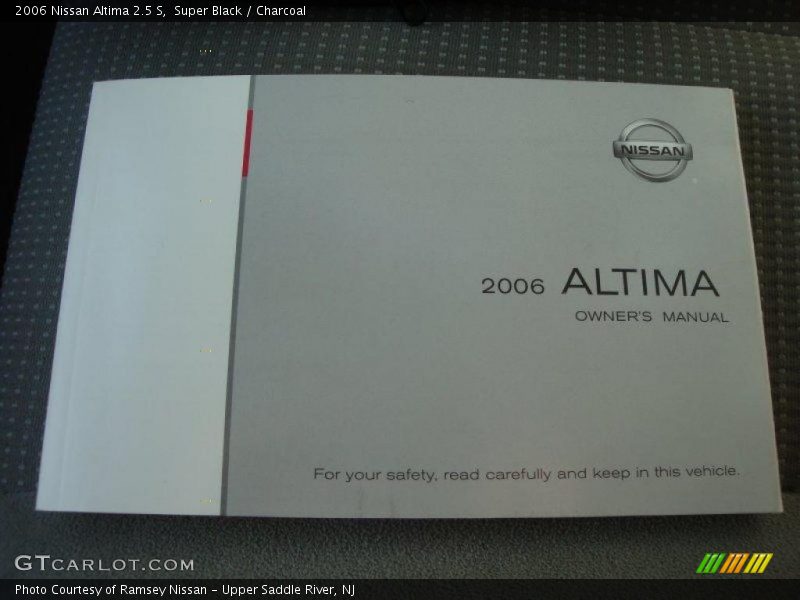 2006 Nissan Altima 2.5 S,  Super Black / Charcoal
NISSAN
2006 ALTIMA
OWNER'S MANUAL
For your safety, read carefully and keep in this vehicle.
GTCARLOT.COM
Photo Courtesy of Ramsey Nissan - Upper Saddle River, NJ